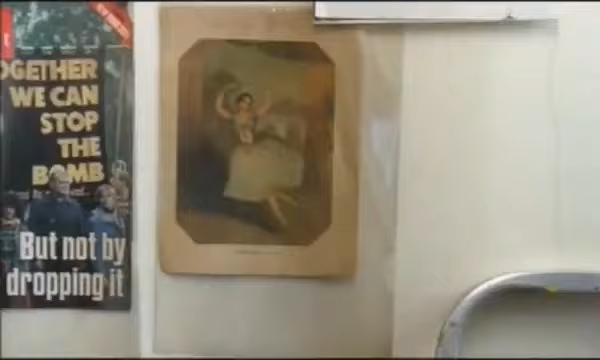 OGETHER
WE CAN
STOP
THE
BOMB
But not by
dropping it